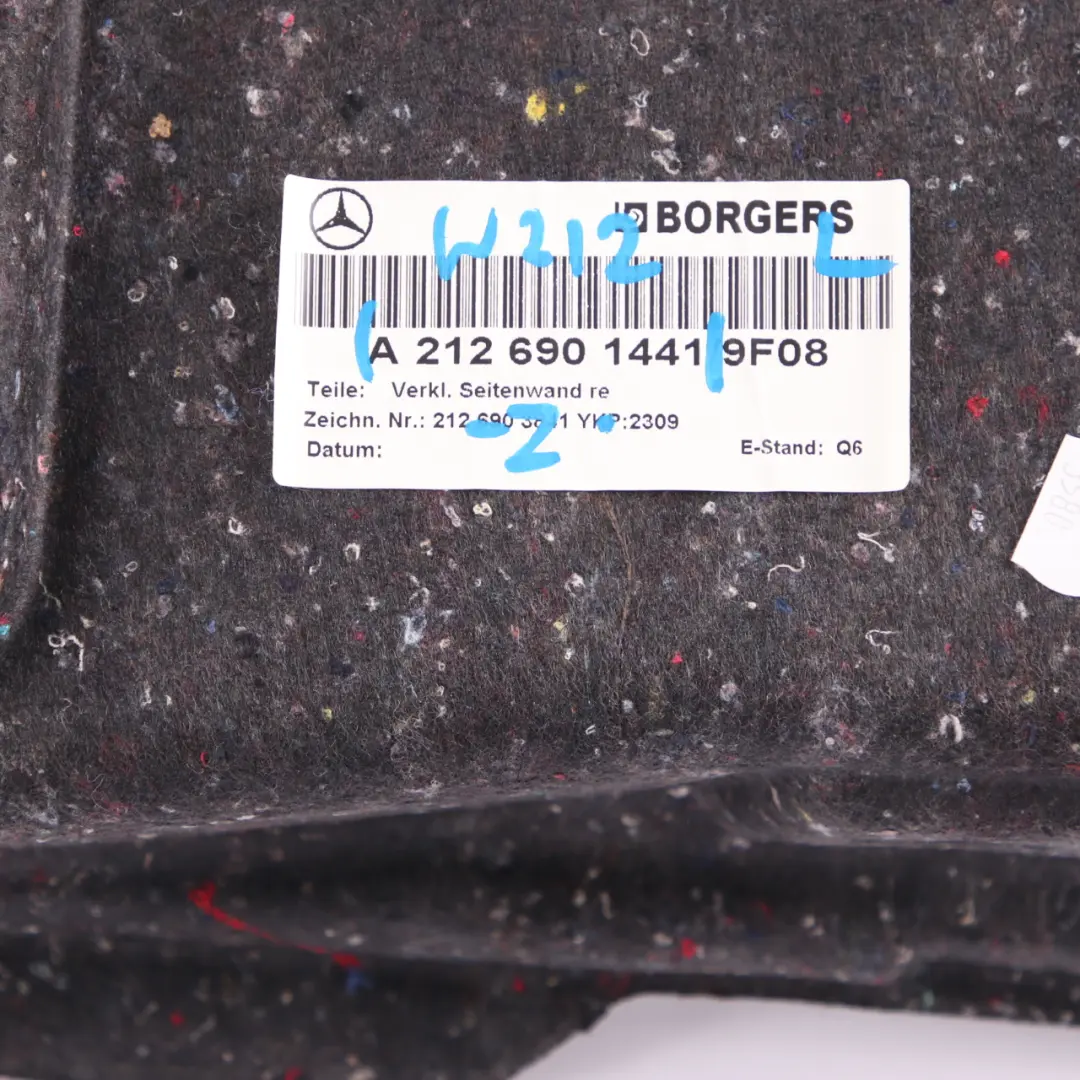 BORGERS
W212 L
A 212 690 1441 9F08
Teile: Verkl. Seitenwand re
Zeichn. Nr.: 212 690 3841 YKP:2309
-Z-
Datum: E-Stand: Q6